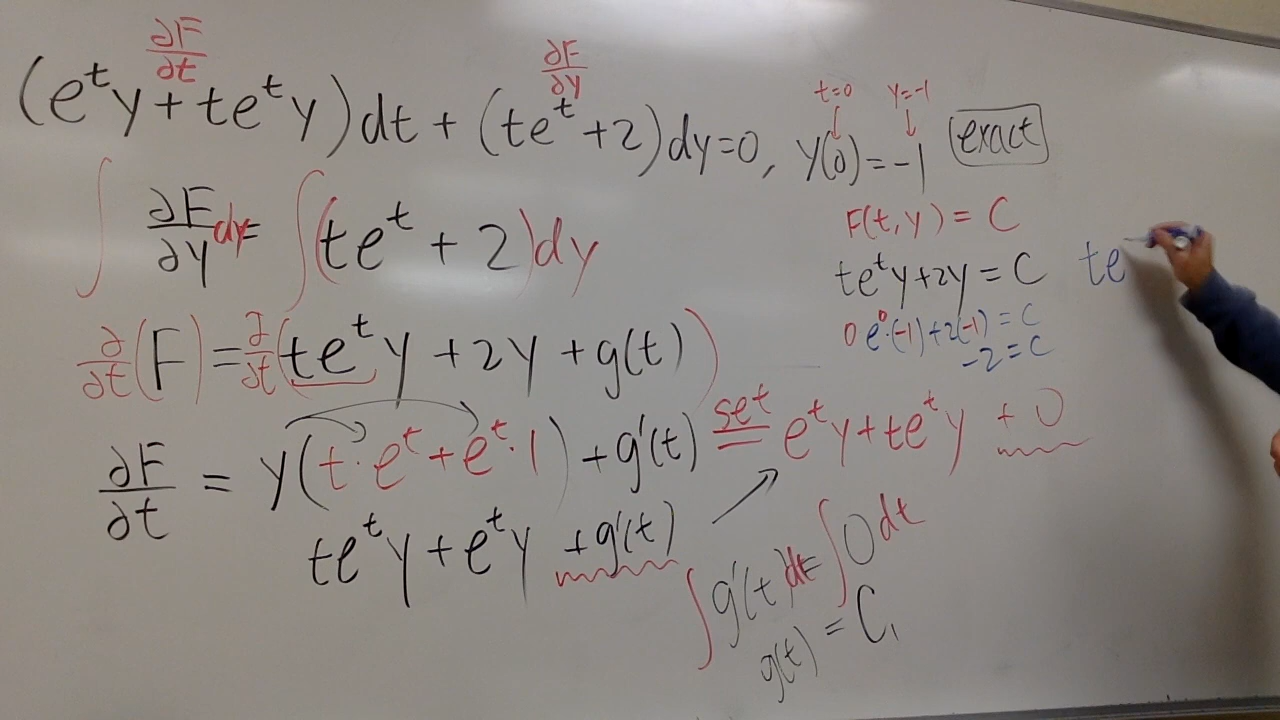 ∂F/∂t
∂F/∂y
(e^t y + te^t y)dt + (te^t + 2)dy = 0, y(0) = -1
t=0 y=-1
↓ ↓
exact
∫ ∂F/∂y dy = ∫(te^t + 2)dy
∂/∂t(F) = ∂/∂t(te^t y + 2y + g(t))
∂F/∂t = y(t·e^t + e^t·1) + g'(t) set = e^t y + te^t y + 0
te^t y + e^t y + g'(t)
∫g'(t)dt = ∫0 dt
g(t) = C₁
F(t, y) = C
te^t y + 2y = C
0 e^0·(-1) + 2(-1) = C
-2 = C
te